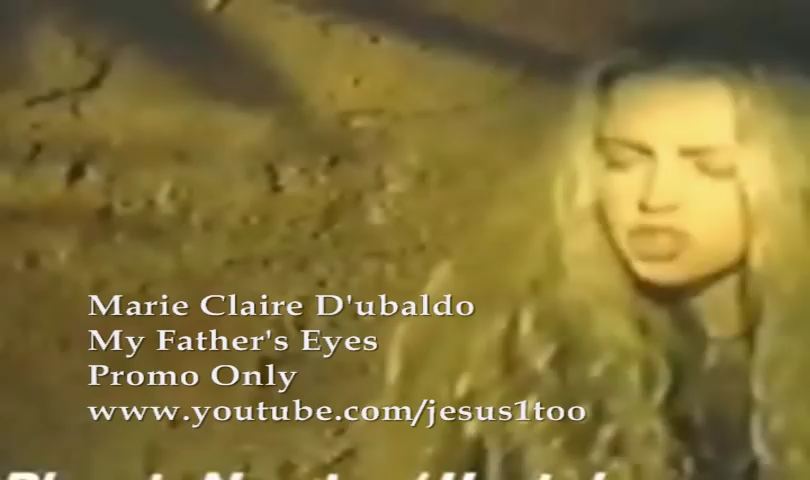 Marie Claire D'ubaldo
My Father's Eyes
Promo Only
www.youtube.com/jesus1too